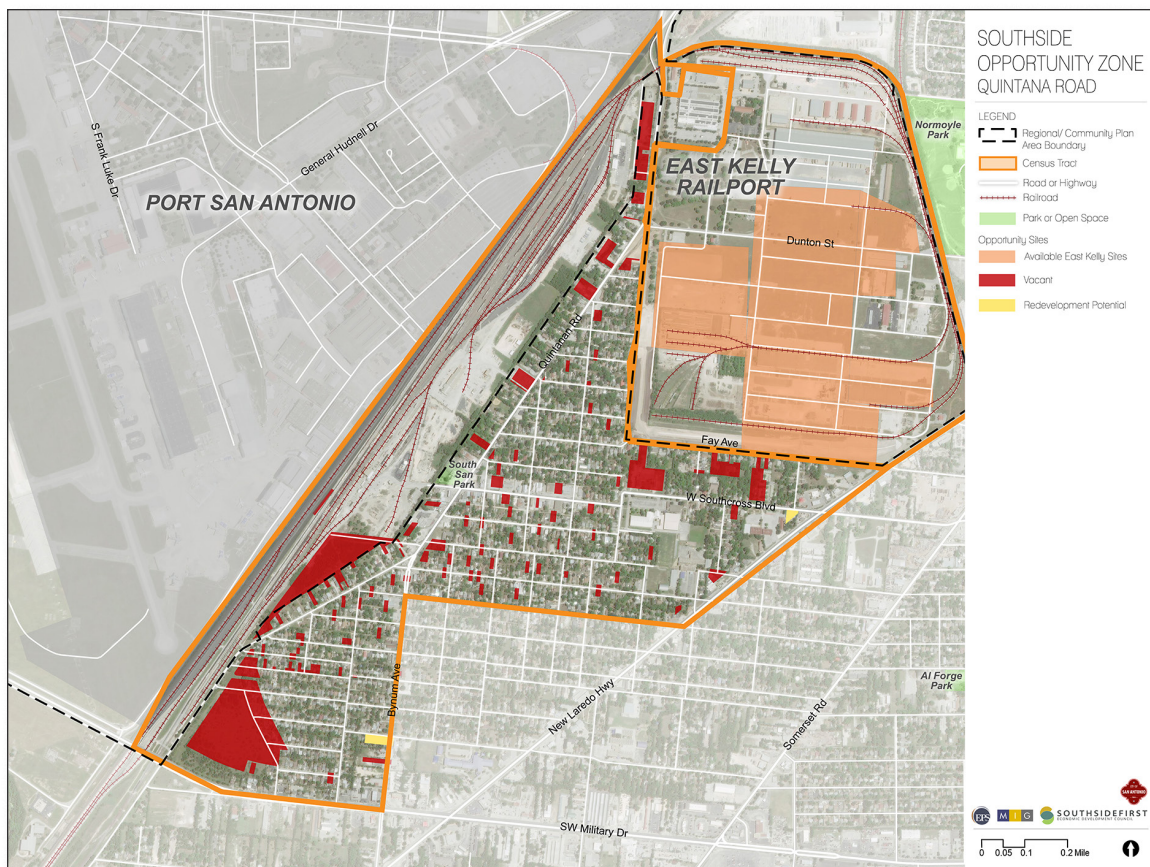 SOUTHSIDE
OPPORTUNITY ZONE
QUINTANA ROAD
LEGEND
Regional/ Community Plan
Area Boundary
Census Tract
Road or Highway
Railroad
Park or Open Space
Opportunity Sites
Available East Kelly Sites
Vacant
Redevelopment Potential
S Frank Luke Dr
General Hudnell Dr
PORT SAN ANTONIO
EAST KELLY
RAILPORT
Normoyle
Park
Dunton St
Quintanan Rd
Fay Ave
South
San
Park
W Southcross Blvd
Bynum Ave
New Laredo Hwy
Somerset Rd
Al Forge
Park
SW Military Dr
SAN ANTONIO
EPS
M I G
SOUTHSIDEFIRST
ECONOMIC DEVELOPMENT COUNCIL
0 0.05 0.1 0.2 Mile